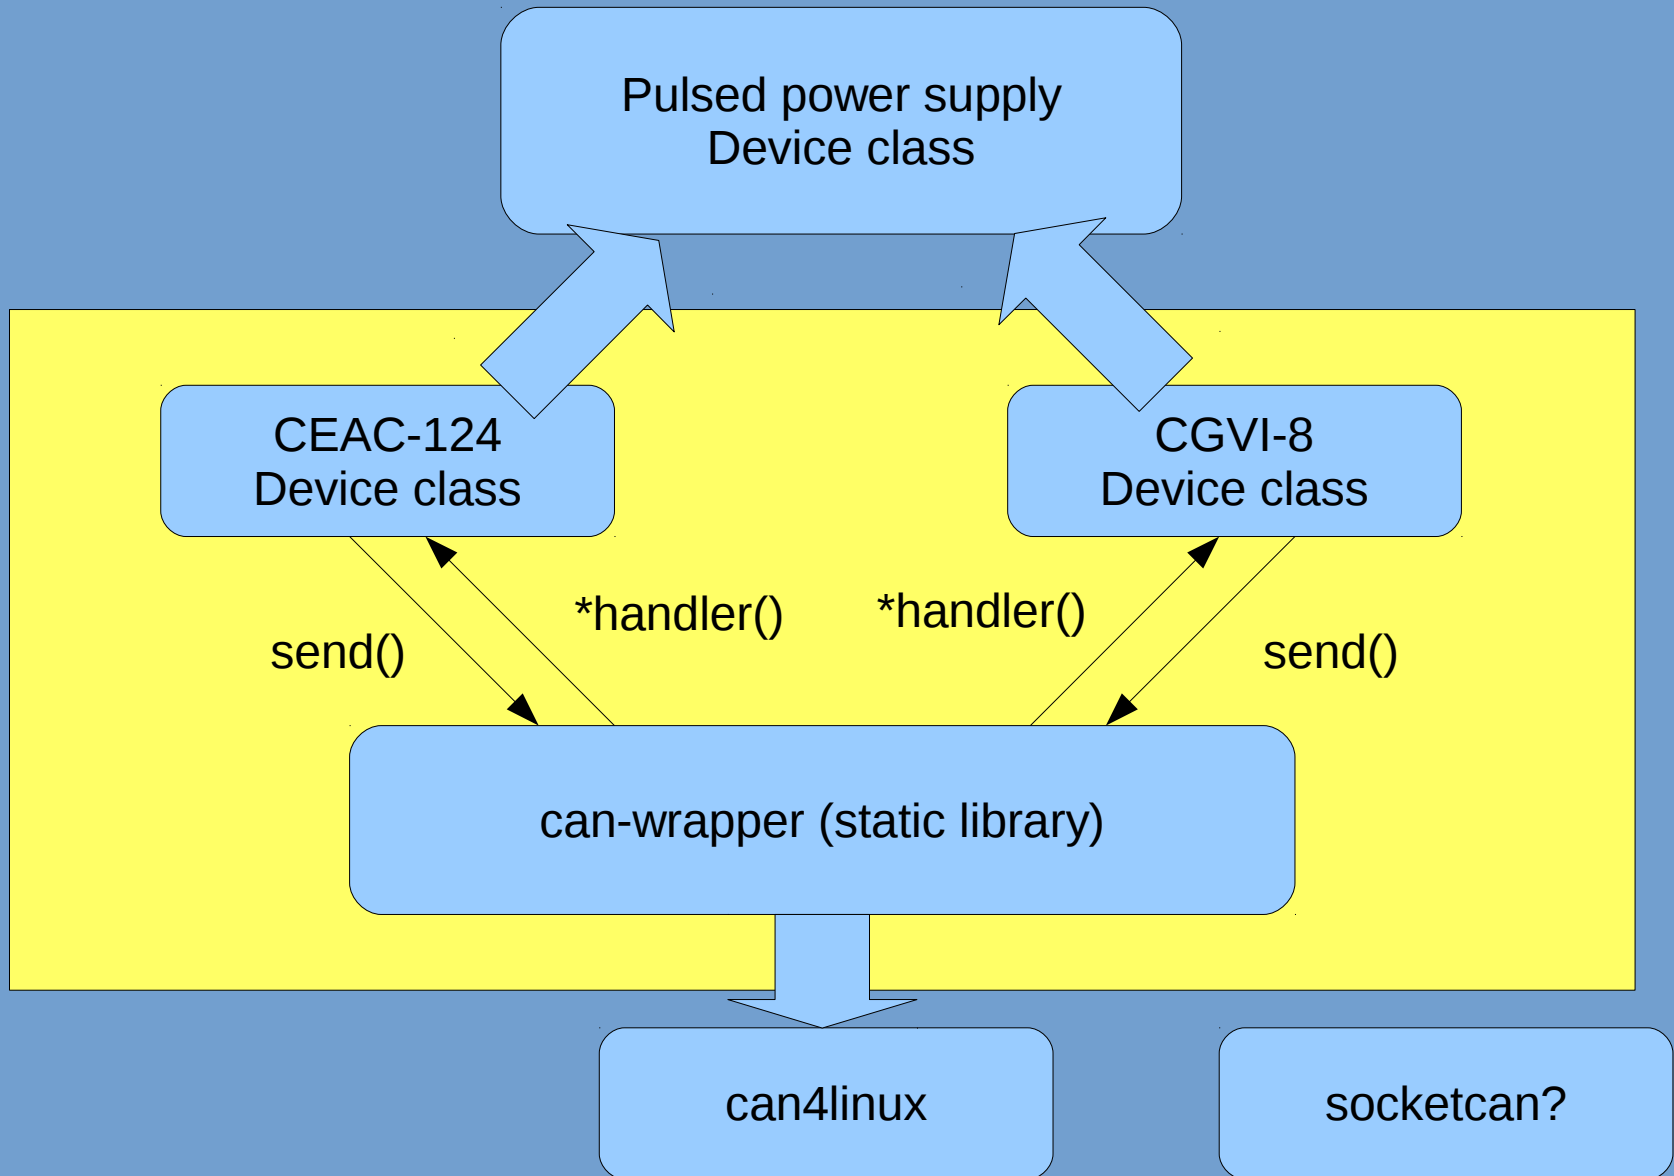 Pulsed power supply
Device class
CEAC-124
Device class
CGVI-8
Device class
*handler()
*handler()
send()
send()
can-wrapper (static library)
can4linux
socketcan?